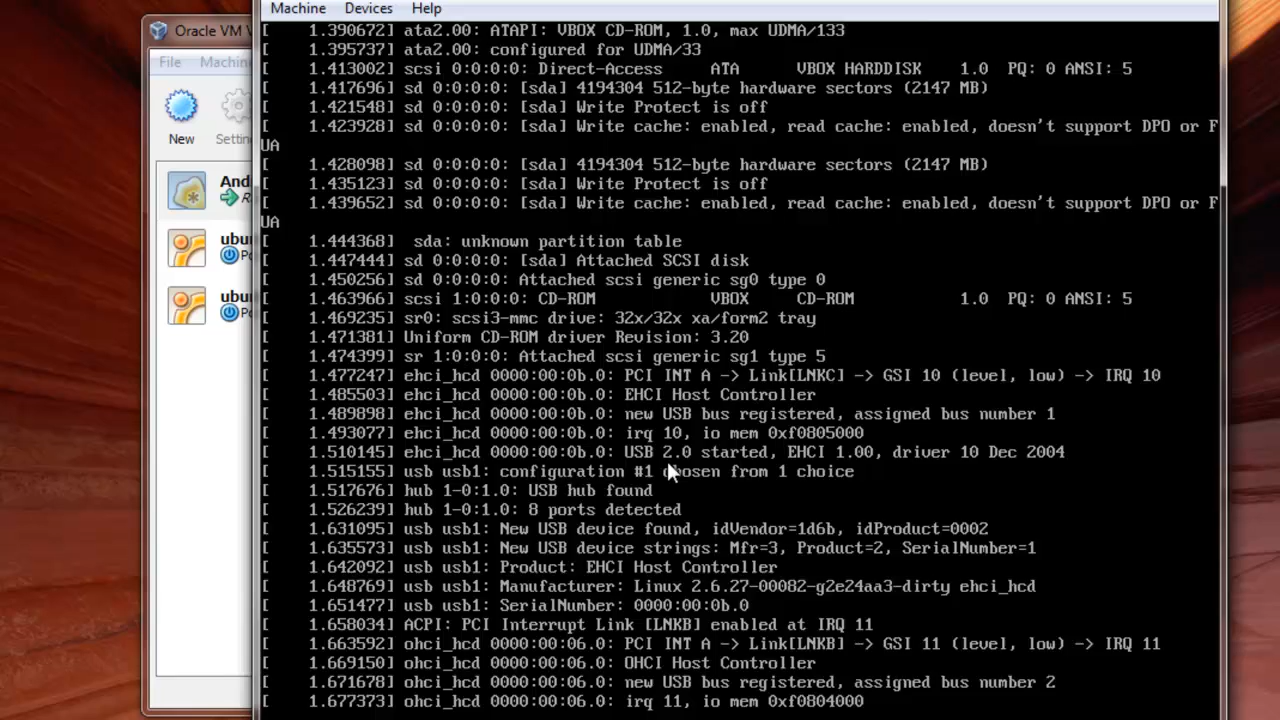 Oracle VM V
File Machin
New Settin
And
R
ubu
Po
ubu
Po
Machine Devices Help
[ 1.390672] ata2.00: ATAPI: VBOX CD-ROM, 1.0, max UDMA/133
[ 1.395737] ata2.00: configured for UDMA/33
[ 1.413002] scsi 0:0:0:0: Direct-Access ATA VBOX HARDDISK 1.0 PQ: 0 ANSI: 5
[ 1.417696] sd 0:0:0:0: [sda] 4194304 512-byte hardware sectors (2147 MB)
[ 1.421548] sd 0:0:0:0: [sda] Write Protect is off
[ 1.423928] sd 0:0:0:0: [sda] Write cache: enabled, read cache: enabled, doesn't support DPO or F
UA
[ 1.428098] sd 0:0:0:0: [sda] 4194304 512-byte hardware sectors (2147 MB)
[ 1.435123] sd 0:0:0:0: [sda] Write Protect is off
[ 1.439652] sd 0:0:0:0: [sda] Write cache: enabled, read cache: enabled, doesn't support DPO or F
UA
[ 1.444368] sda: unknown partition table
[ 1.447444] sd 0:0:0:0: [sda] Attached SCSI disk
[ 1.450256] sd 0:0:0:0: Attached scsi generic sg0 type 0
[ 1.463966] scsi 1:0:0:0: CD-ROM VBOX CD-ROM 1.0 PQ: 0 ANSI: 5
[ 1.469235] sr0: scsi3-mmc drive: 32x/32x xa/form2 tray
[ 1.471381] Uniform CD-ROM driver Revision: 3.20
[ 1.474399] sr 1:0:0:0: Attached scsi generic sg1 type 5
[ 1.477247] ehci_hcd 0000:00:0b.0: PCI INT A -> Link[LNKC] -> GSI 10 (level, low) -> IRQ 10
[ 1.485503] ehci_hcd 0000:00:0b.0: EHCI Host Controller
[ 1.489898] ehci_hcd 0000:00:0b.0: new USB bus registered, assigned bus number 1
[ 1.493077] ehci_hcd 0000:00:0b.0: irq 10, io mem 0xf0805000
[ 1.510145] ehci_hcd 0000:00:0b.0: USB 2.0 started, EHCI 1.00, driver 10 Dec 2004
[ 1.515155] usb usb1: configuration #1 chosen from 1 choice
[ 1.517676] hub 1-0:1.0: USB hub found
[ 1.526239] hub 1-0:1.0: 8 ports detected
[ 1.631095] usb usb1: New USB device found, idVendor=1d6b, idProduct=0002
[ 1.635573] usb usb1: New USB device strings: Mfr=3, Product=2, SerialNumber=1
[ 1.642092] usb usb1: Product: EHCI Host Controller
[ 1.648769] usb usb1: Manufacturer: Linux 2.6.27-00082-g2e24aa3-dirty ehci_hcd
[ 1.651477] usb usb1: SerialNumber: 0000:00:0b.0
[ 1.658034] ACPI: PCI Interrupt Link [LNKB] enabled at IRQ 11
[ 1.663592] ohci_hcd 0000:00:06.0: PCI INT A -> Link[LNKB] -> GSI 11 (level, low) -> IRQ 11
[ 1.669150] ohci_hcd 0000:00:06.0: OHCI Host Controller
[ 1.671678] ohci_hcd 0000:00:06.0: new USB bus registered, assigned bus number 2
[ 1.677373] ohci_hcd 0000:00:06.0: irq 11, io mem 0xf0804000